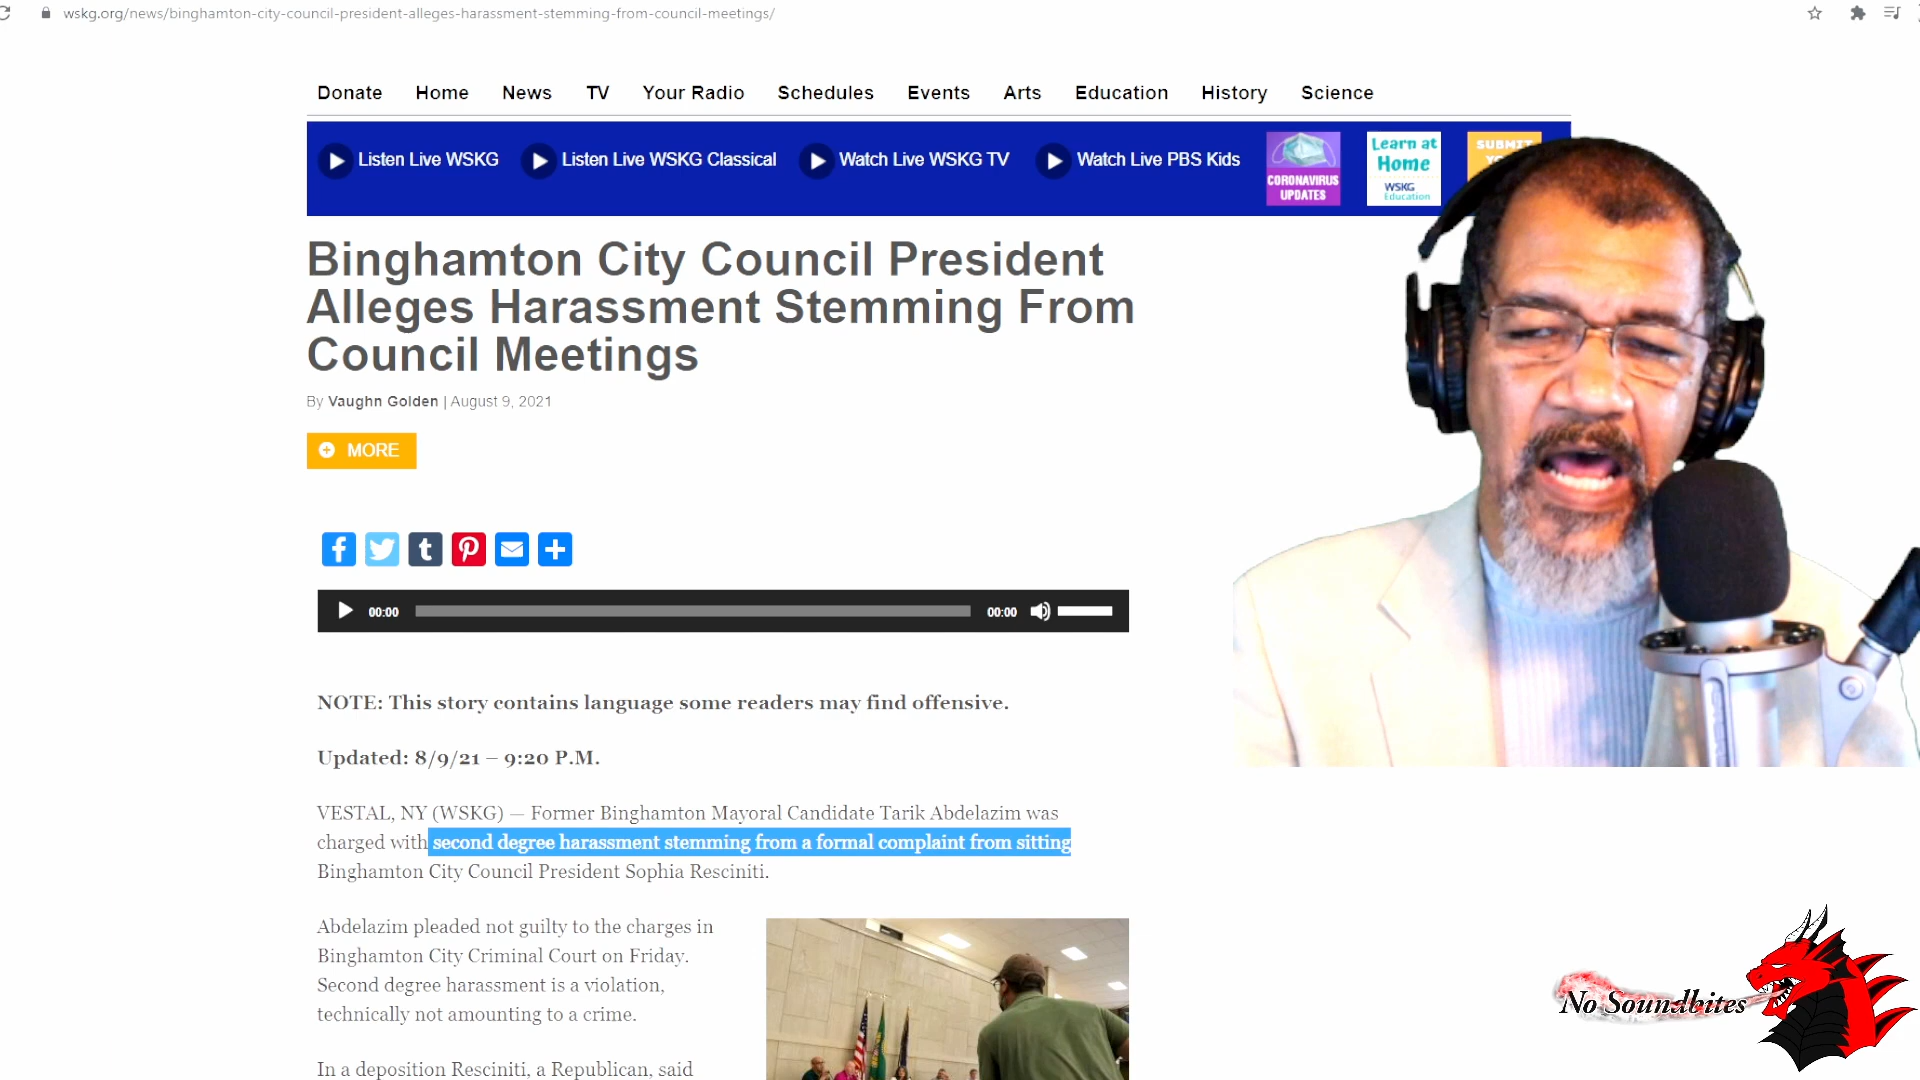 wskg.org/news/binghamton-city-council-president-alleges-harassment-stemming-from-council-meetings/
Donate Home News TV Your Radio Schedules Events Arts Education History Science
Listen Live WSKG Listen Live WSKG Classical Watch Live WSKG TV Watch Live PBS Kids
CORONAVIRUS
UPDATES
Learn at
Home
WSKG
Education
SUBMIT
Binghamton City Council President
Alleges Harassment Stemming From
Council Meetings
By Vaughn Golden | August 9, 2021
MORE
00:00 00:00
NOTE: This story contains language some readers may find offensive.
Updated: 8/9/21 – 9:20 P.M.
VESTAL, NY (WSKG) — Former Binghamton Mayoral Candidate Tarik Abdelazim was
charged with second degree harassment stemming from a formal complaint from sitting
Binghamton City Council President Sophia Resciniti.
Abdelazim pleaded not guilty to the charges in
Binghamton City Criminal Court on Friday.
Second degree harassment is a violation,
technically not amounting to a crime.
In a deposition Resciniti, a Republican, said
No Soundbites